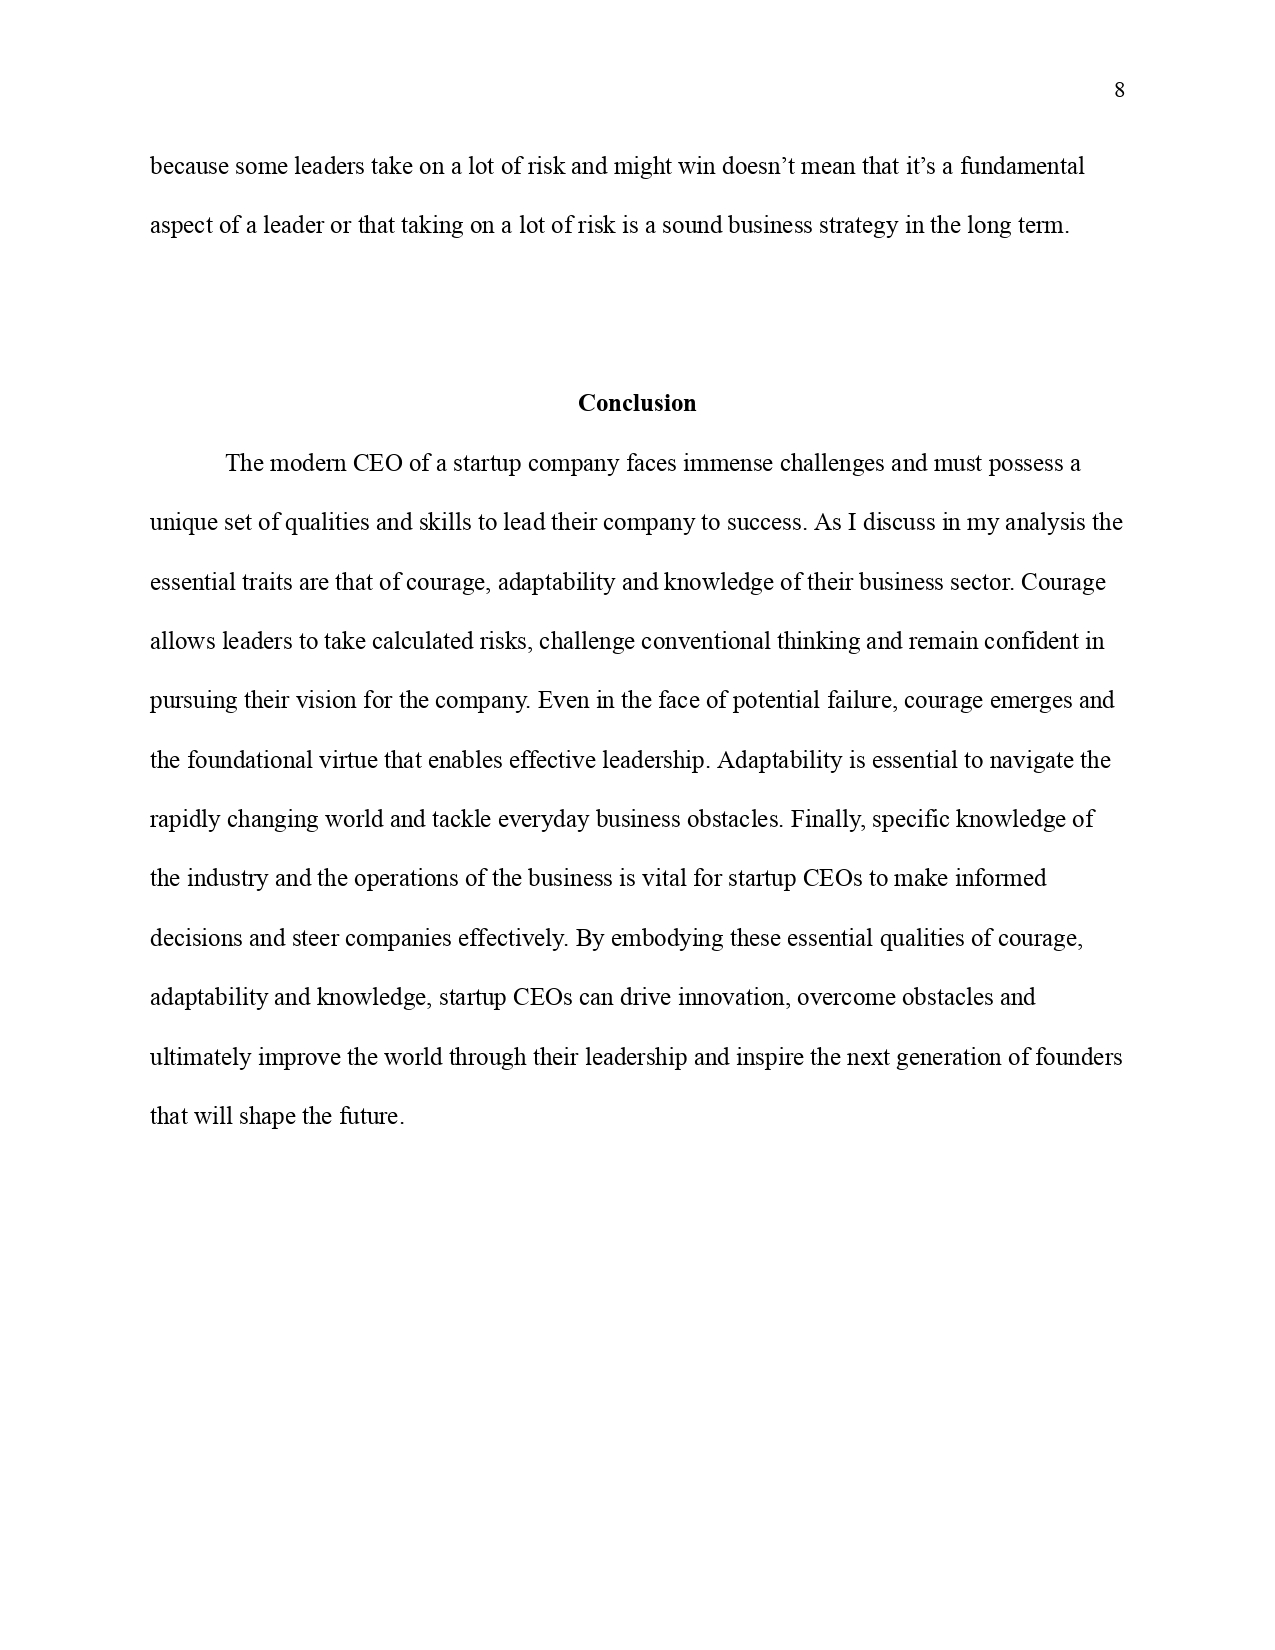 8
because some leaders take on a lot of risk and might win doesn’t mean that it’s a fundamental
aspect of a leader or that taking on a lot of risk is a sound business strategy in the long term.
Conclusion
The modern CEO of a startup company faces immense challenges and must possess a
unique set of qualities and skills to lead their company to success. As I discuss in my analysis the
essential traits are that of courage, adaptability and knowledge of their business sector. Courage
allows leaders to take calculated risks, challenge conventional thinking and remain confident in
pursuing their vision for the company. Even in the face of potential failure, courage emerges and
the foundational virtue that enables effective leadership. Adaptability is essential to navigate the
rapidly changing world and tackle everyday business obstacles. Finally, specific knowledge of
the industry and the operations of the business is vital for startup CEOs to make informed
decisions and steer companies effectively. By embodying these essential qualities of courage,
adaptability and knowledge, startup CEOs can drive innovation, overcome obstacles and
ultimately improve the world through their leadership and inspire the next generation of founders
that will shape the future.